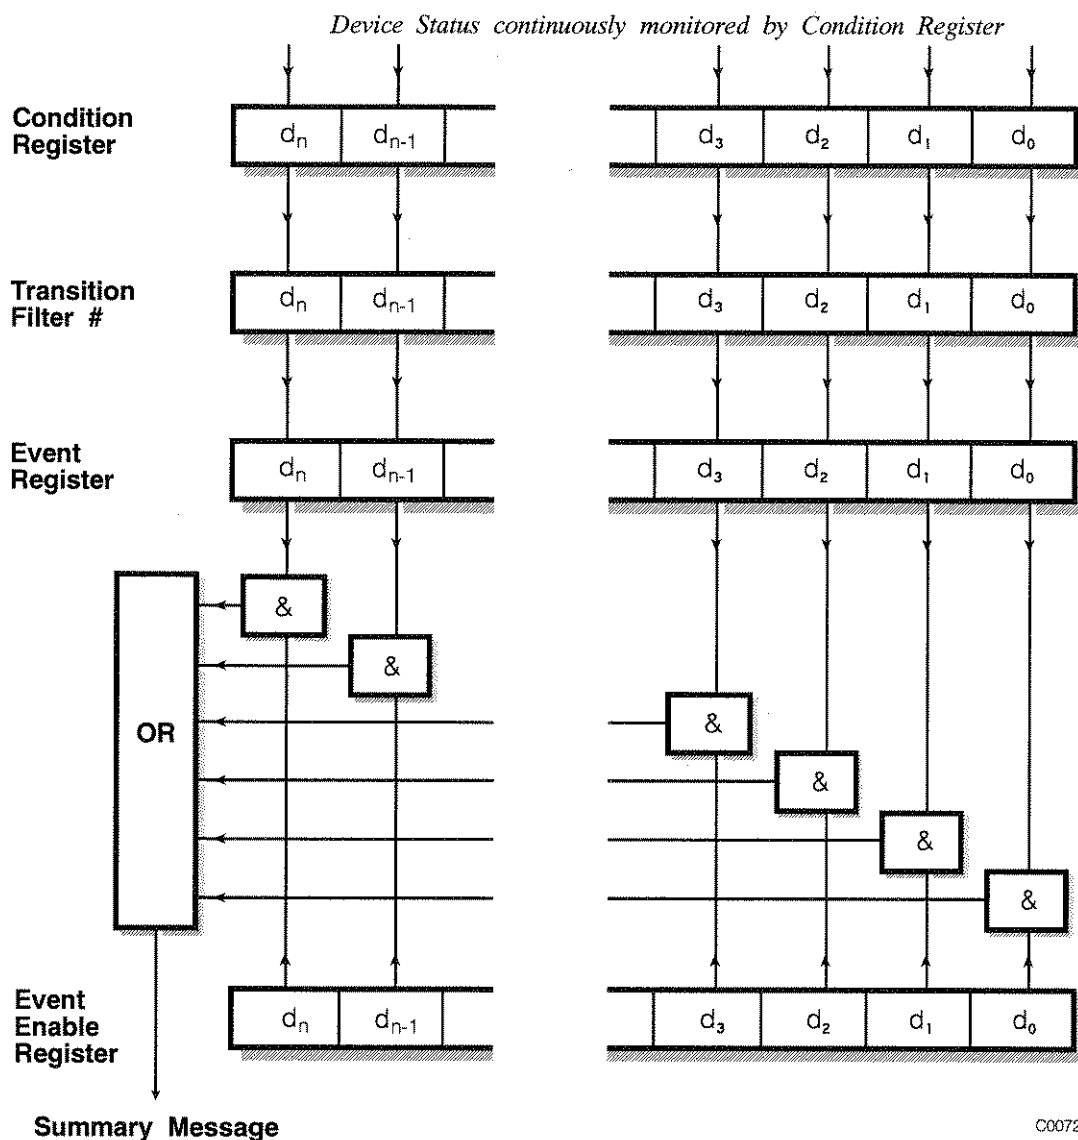 Device Status continuously monitored by Condition Register
Condition
Register
dₙ dₙ₋₁ d₃ d₂ d₁ d₀
Transition
Filter #
dₙ dₙ₋₁ d₃ d₂ d₁ d₀
Event
Register
dₙ dₙ₋₁ d₃ d₂ d₁ d₀
&
&
&
OR
&
&
&
Event
Enable
Register
dₙ dₙ₋₁ d₃ d₂ d₁ d₀
Summary Message
C0072